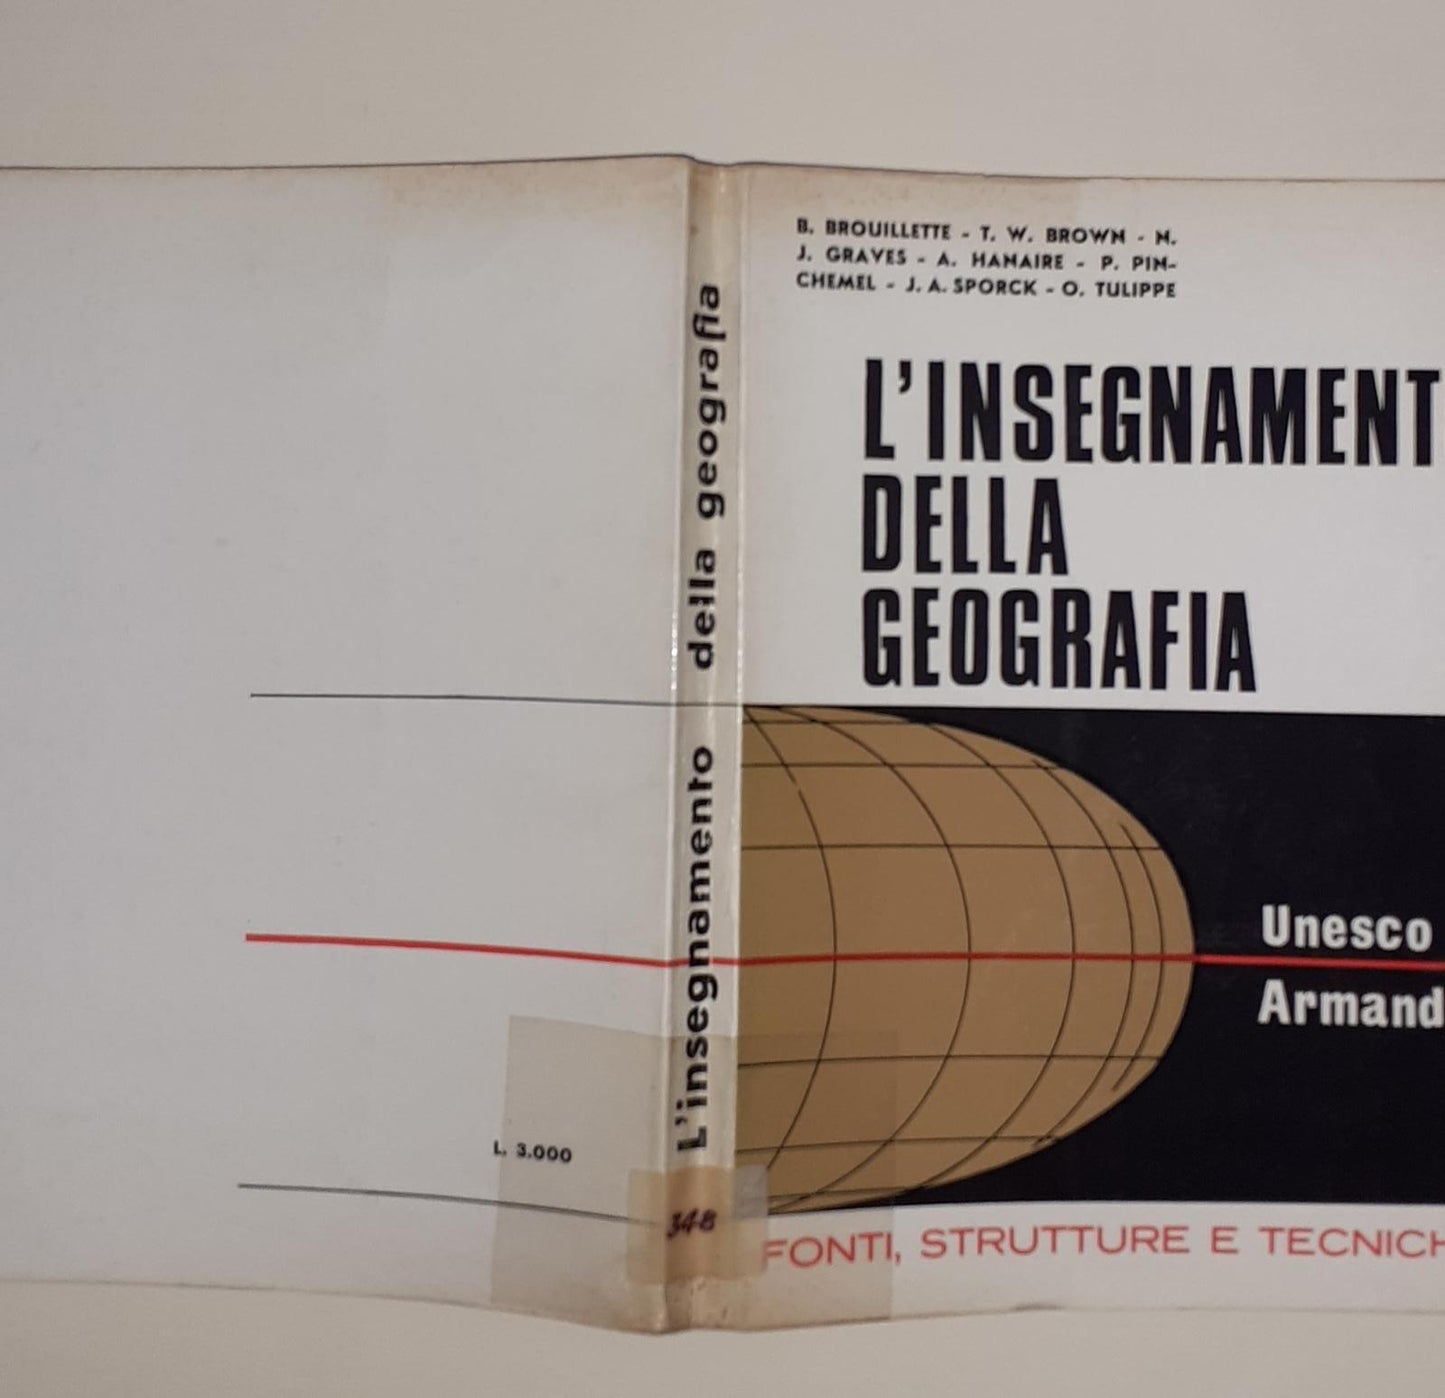 B. BROUILLETTE - T. W. BROWN - N.
J. GRAVES - A. HANAIRE - P. PIN-
CHEMEL - J. A. SPORCK - O. TULIPPE
L'INSEGNAMENT
DELLA
GEOGRAFIA
Unesco
Armand
FONTI, STRUTTURE E TECNICH
L'insegnamento della geografia
348
L. 3.000